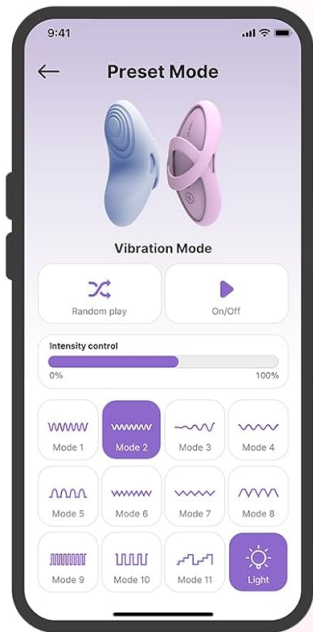 9:41
Preset Mode
Vibration Mode
Random play
On/Off
Intensity control
0%
100%
Mode 1
Mode 2
Mode 3
Mode 4
Mode 5
Mode 6
Mode 7
Mode 8
Mode 9
Mode 10
Mode 11
Light